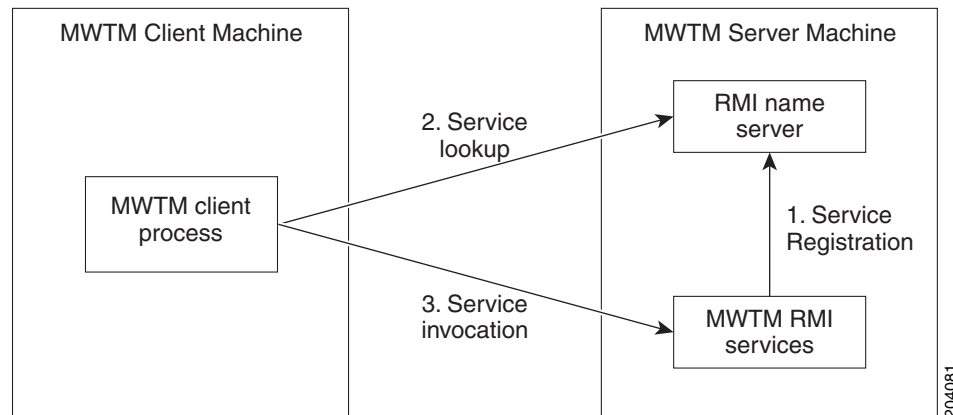 MWTM Client Machine
MWTM Server Machine
RMI name
server
2. Service
lookup
MWTM client
process
1. Service
Registration
3. Service
invocation
MWTM RMI
services
204081